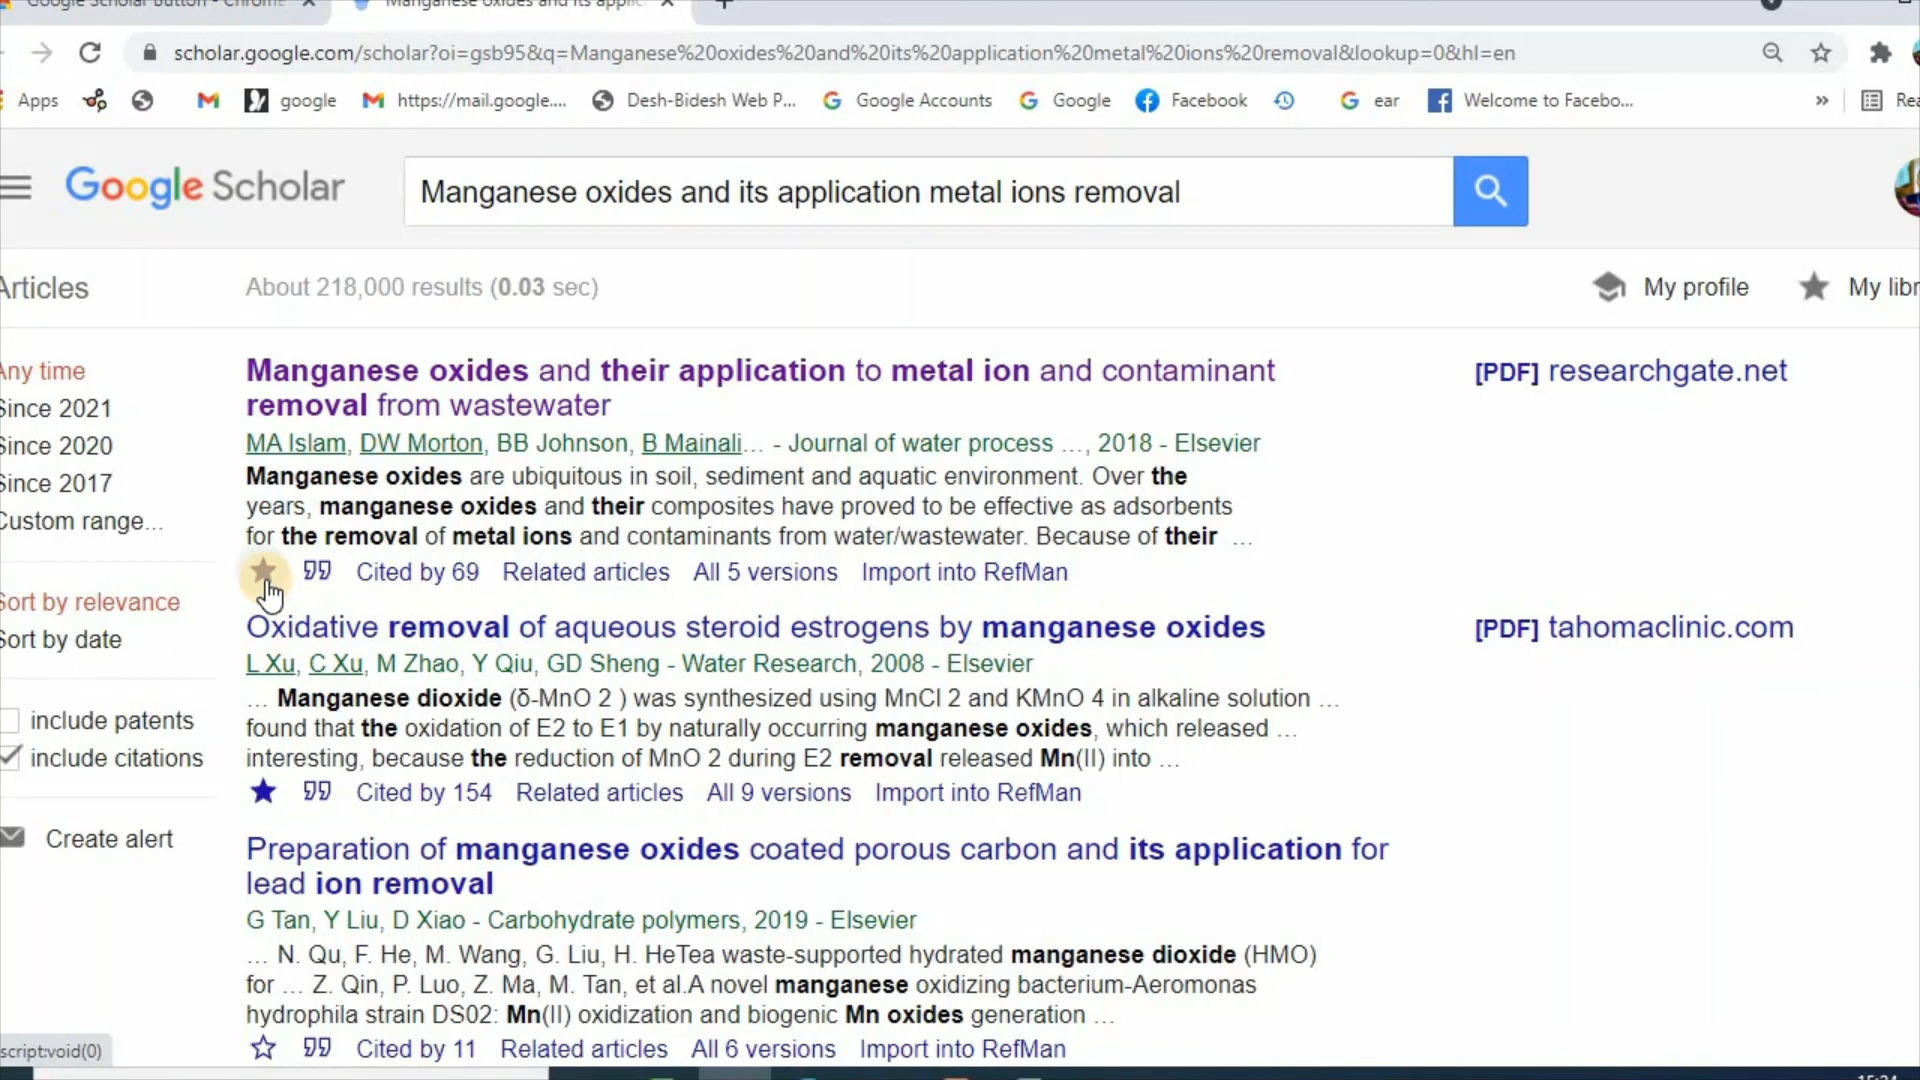 Google Scholar Button - Chrome
Manganese oxides and its applic
scholar.google.com/scholar?oi=gsb95&q=Manganese%20oxides%20and%20its%20application%20metal%20ions%20removal&lookup=0&hl=en
Apps google https://mail.google.... Desh-Bidesh Web P... Google Accounts Google Facebook ear Welcome to Facebo... » Rea
Google Scholar
Manganese oxides and its application metal ions removal
Articles
About 218,000 results (0.03 sec)
My profile
My libr
Any time
Since 2021
Since 2020
Since 2017
Custom range...
Sort by relevance
Sort by date
include patents
include citations
Create alert
Manganese oxides and their application to metal ion and contaminant
removal from wastewater
MA Islam, DW Morton, BB Johnson, B Mainali... - Journal of water process ..., 2018 - Elsevier
Manganese oxides are ubiquitous in soil, sediment and aquatic environment. Over the
years, manganese oxides and their composites have proved to be effective as adsorbents
for the removal of metal ions and contaminants from water/wastewater. Because of their ...
Cited by 69 Related articles All 5 versions Import into RefMan
[PDF] researchgate.net
Oxidative removal of aqueous steroid estrogens by manganese oxides
L Xu, C Xu, M Zhao, Y Qiu, GD Sheng - Water Research, 2008 - Elsevier
... Manganese dioxide (δ-MnO 2 ) was synthesized using MnCl 2 and KMnO 4 in alkaline solution ...
found that the oxidation of E2 to E1 by naturally occurring manganese oxides, which released ...
interesting, because the reduction of MnO 2 during E2 removal released Mn(II) into ...
Cited by 154 Related articles All 9 versions Import into RefMan
[PDF] tahomaclinic.com
Preparation of manganese oxides coated porous carbon and its application for
lead ion removal
G Tan, Y Liu, D Xiao - Carbohydrate polymers, 2019 - Elsevier
... N. Qu, F. He, M. Wang, G. Liu, H. HeTea waste-supported hydrated manganese dioxide (HMO)
for ... Z. Qin, P. Luo, Z. Ma, M. Tan, et al.A novel manganese oxidizing bacterium-Aeromonas
hydrophila strain DS02: Mn(II) oxidization and biogenic Mn oxides generation ...
Cited by 11 Related articles All 6 versions Import into RefMan
script:void(0)